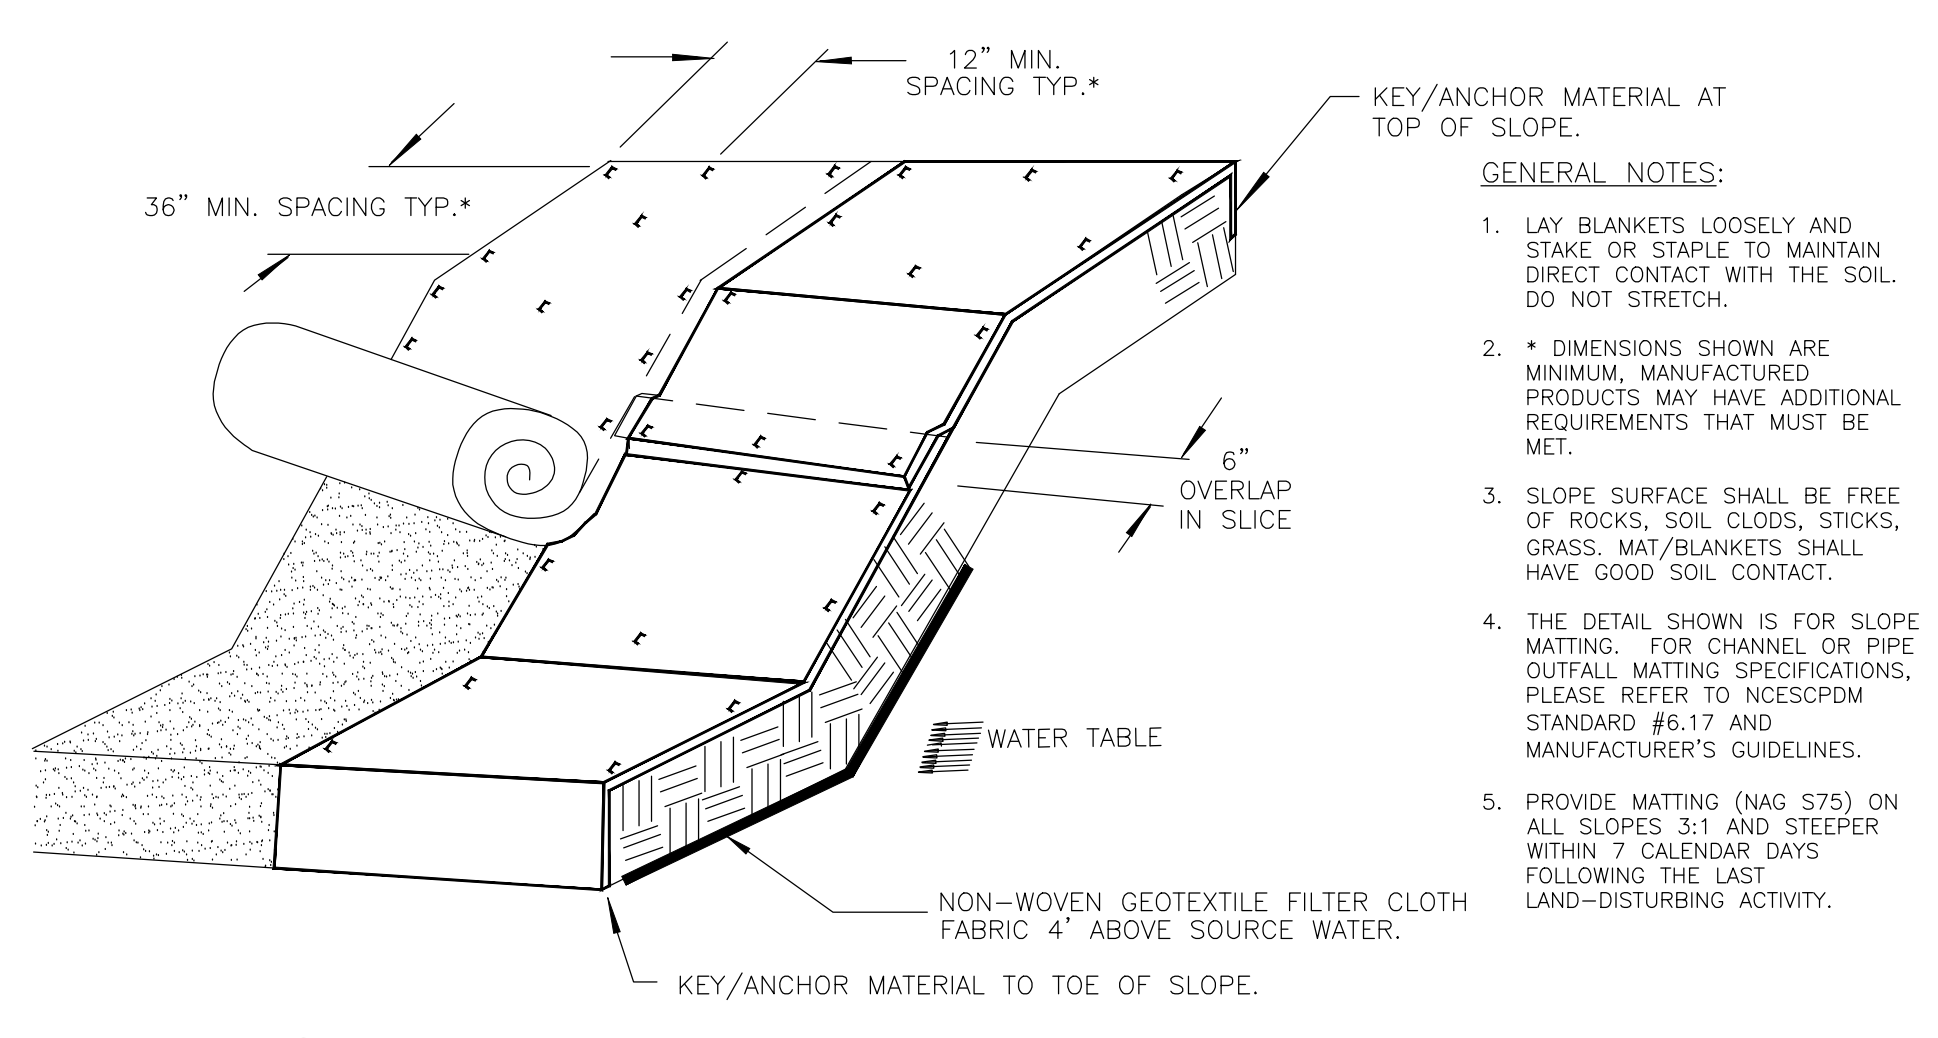 12" MIN.
SPACING TYP.*
36" MIN. SPACING TYP.*
KEY/ANCHOR MATERIAL AT
TOP OF SLOPE.
6"
OVERLAP
IN SLICE
WATER TABLE
NON-WOVEN GEOTEXTILE FILTER CLOTH
FABRIC 4' ABOVE SOURCE WATER.
KEY/ANCHOR MATERIAL TO TOE OF SLOPE.
GENERAL NOTES:
1. LAY BLANKETS LOOSELY AND
STAKE OR STAPLE TO MAINTAIN
DIRECT CONTACT WITH THE SOIL.
DO NOT STRETCH.
2. * DIMENSIONS SHOWN ARE
MINIMUM, MANUFACTURED
PRODUCTS MAY HAVE ADDITIONAL
REQUIREMENTS THAT MUST BE
MET.
3. SLOPE SURFACE SHALL BE FREE
OF ROCKS, SOIL CLODS, STICKS,
GRASS. MAT/BLANKETS SHALL
HAVE GOOD SOIL CONTACT.
4. THE DETAIL SHOWN IS FOR SLOPE
MATTING. FOR CHANNEL OR PIPE
OUTFALL MATTING SPECIFICATIONS,
PLEASE REFER TO NCESCPDM
STANDARD #6.17 AND
MANUFACTURER'S GUIDELINES.
5. PROVIDE MATTING (NAG S75) ON
ALL SLOPES 3:1 AND STEEPER
WITHIN 7 CALENDAR DAYS
FOLLOWING THE LAST
LAND-DISTURBING ACTIVITY.